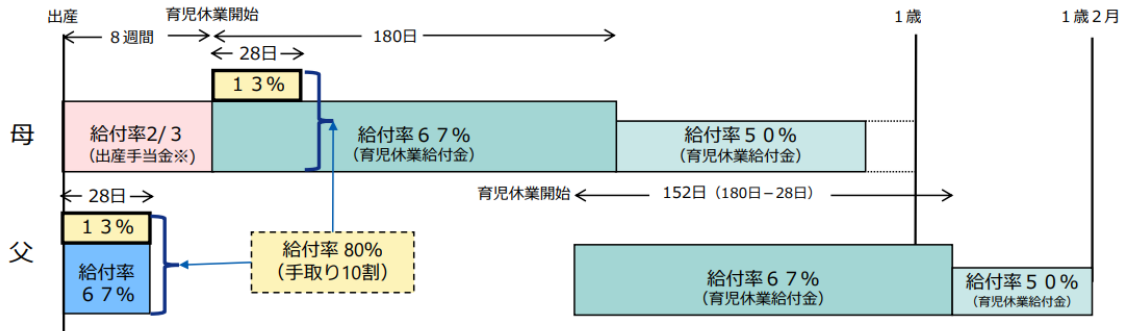 出産
育児休業開始
1歳
1歳2月
8週間
180日
28日
13%
母
給付率2/3
(出産手当金※)
給付率67%
(育児休業給付金)
給付率50%
(育児休業給付金)
28日
育児休業開始
152日(180日-28日)
13%
父
給付率
67%
給付率 80%
(手取り10割)
給付率67%
(育児休業給付金)
給付率50%
(育児休業給付金)